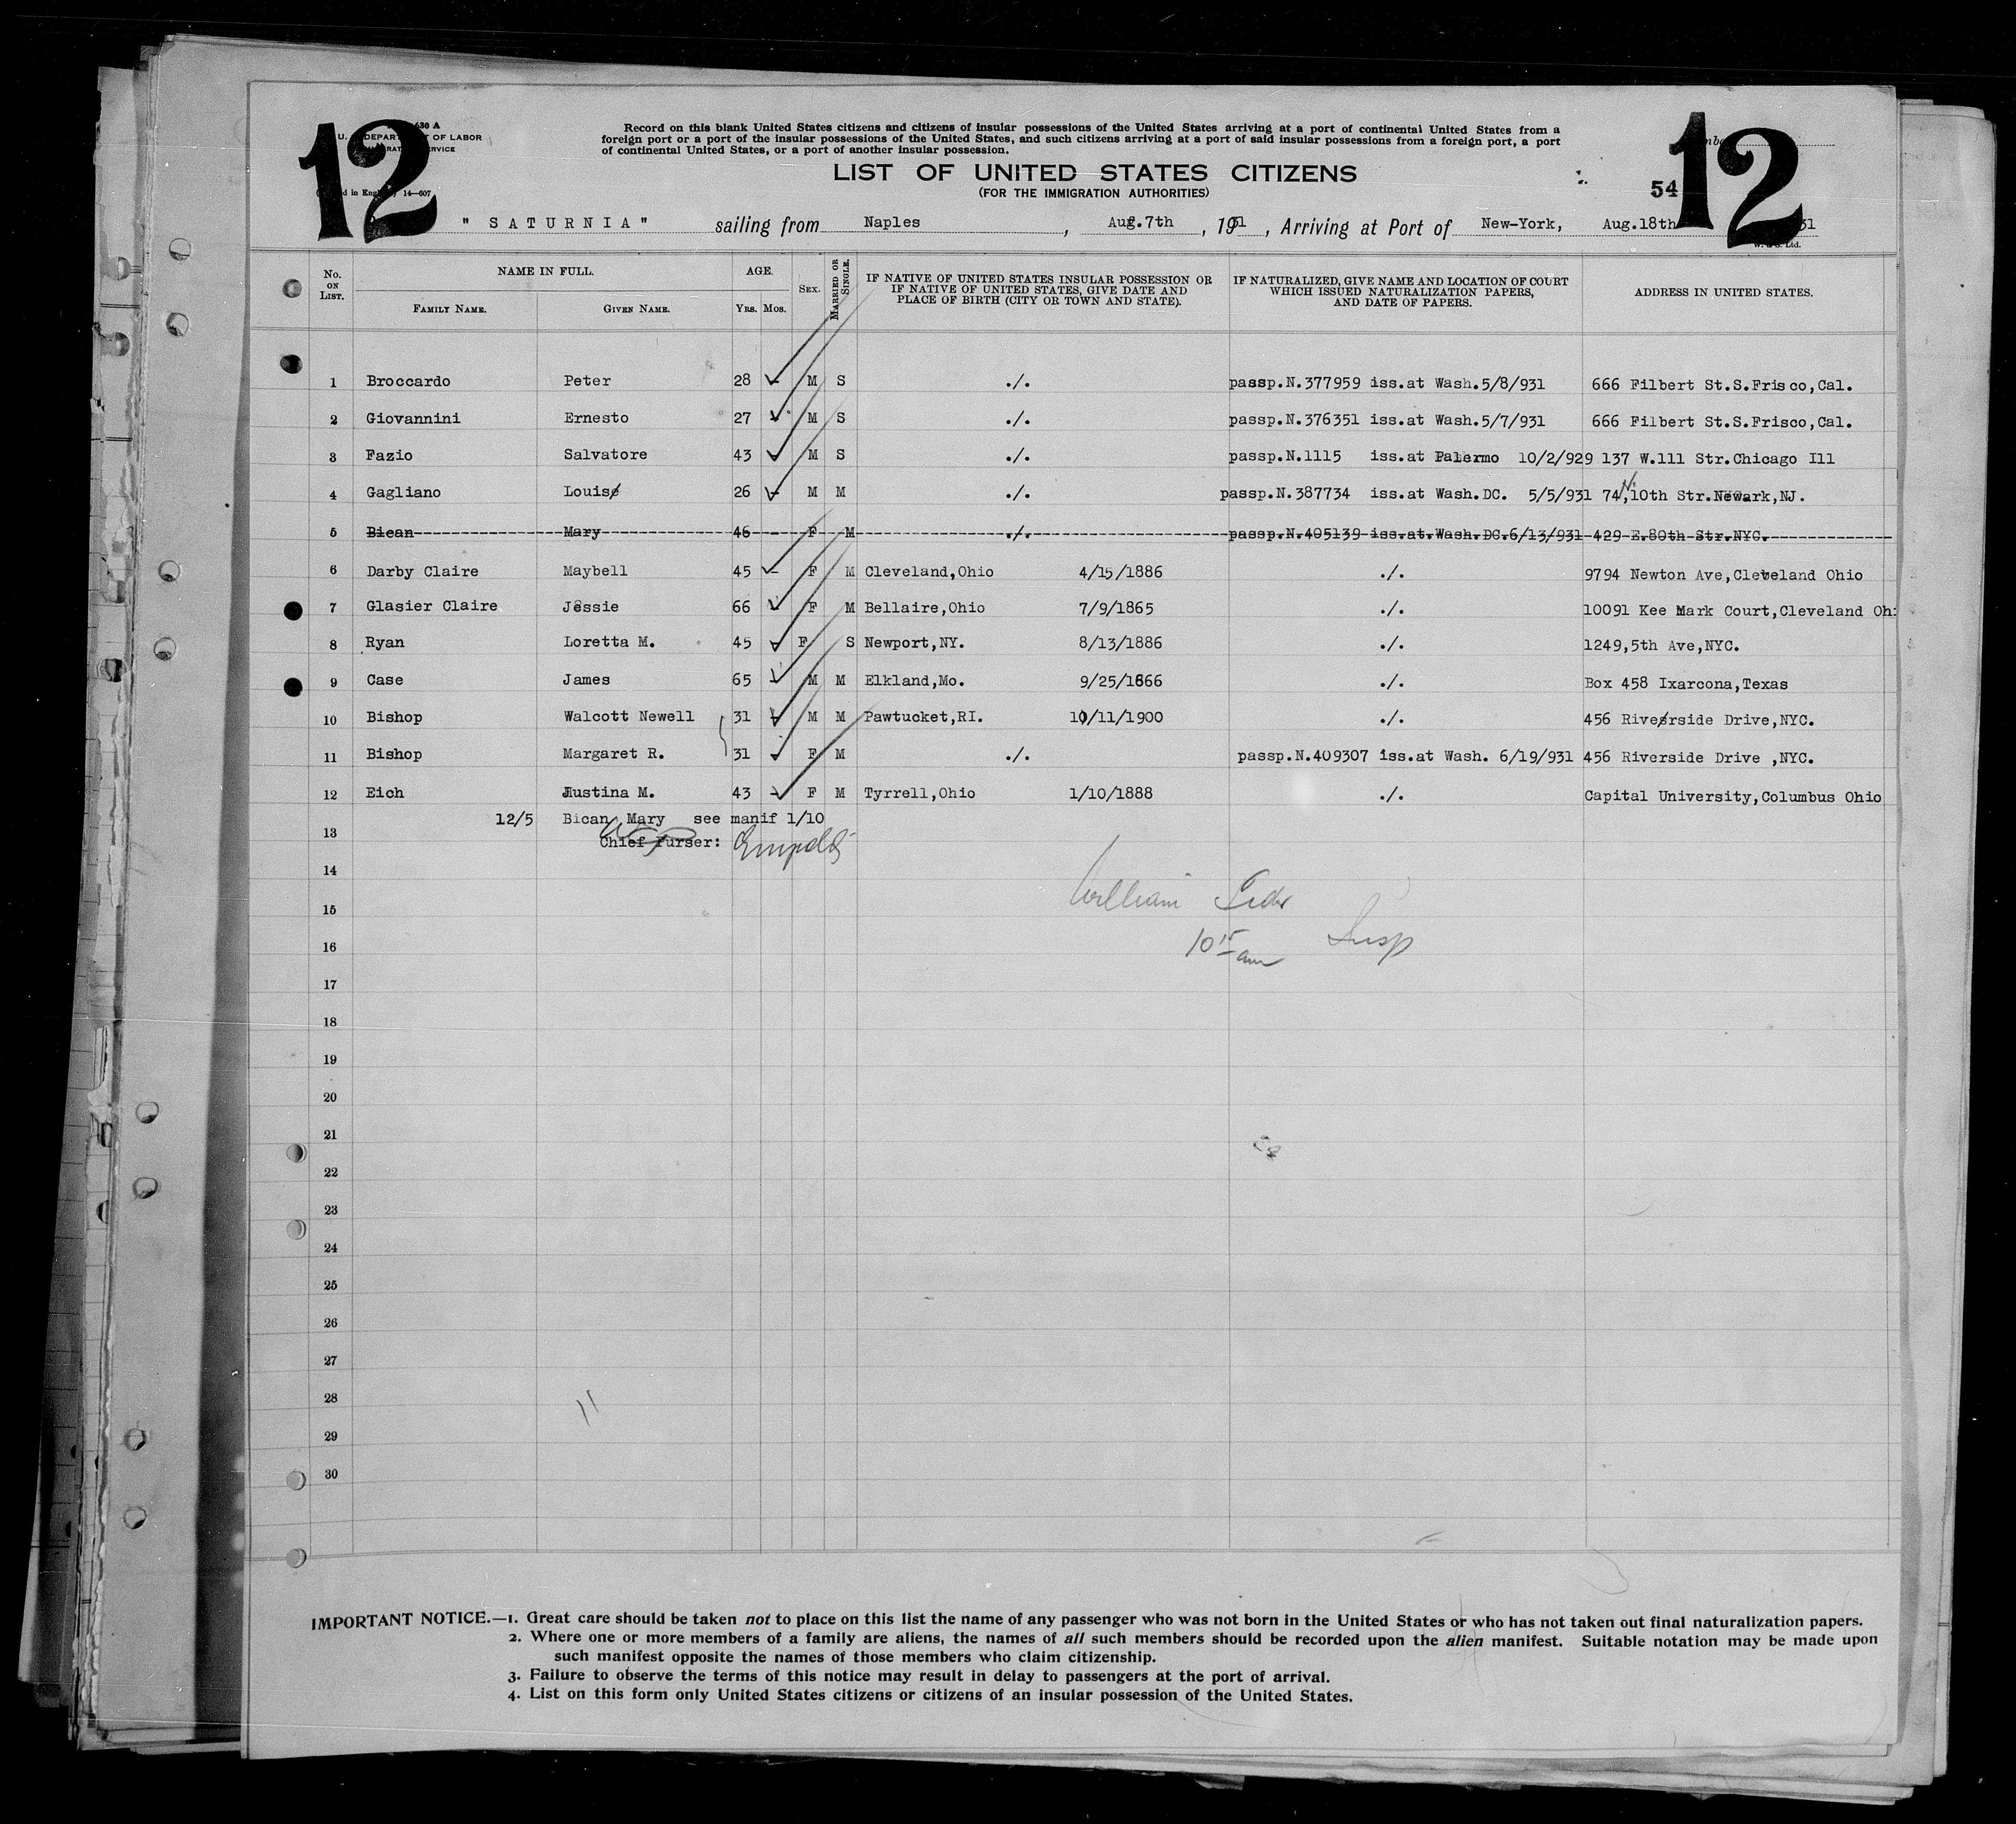 12
630 A
U. DEPART OF LABOR
SERVICE
14—607
Record on this blank United States citizens and citizens of insular possessions of the United States arriving at a port of continental United States from a
foreign port or a port of the insular possessions of the United States, and such citizens arriving at a port of said insular possessions from a foreign port, a port
of continental United States, or a port of another insular possession.
LIST OF UNITED STATES CITIZENS
(FOR THE IMMIGRATION AUTHORITIES)
54
12
" SATURNIA " sailing from Naples, Aug.7th, 1931, Arriving at Port of New-York, Aug.18th 31
Ltd.
No. ON LIST. NAME IN FULL. AGE. SEX. MARRIED OR SINGLE. IF NATIVE OF UNITED STATES INSULAR POSSESSION OR IF NATIVE OF UNITED STATES, GIVE DATE AND PLACE OF BIRTH (CITY OR TOWN AND STATE). IF NATURALIZED, GIVE NAME AND LOCATION OF COURT WHICH ISSUED NATURALIZATION PAPERS, AND DATE OF PAPERS. ADDRESS IN UNITED STATES.
FAMILY NAME. GIVEN NAME. YRS. MOS.
1 Broccardo Peter 28 - M S ./. passp.N.377959 iss.at Wash.5/8/931 666 Filbert St.S.Frisco,Cal.
2 Giovannini Ernesto 27 - M S ./. passp.N.376351 iss.at Wash.5/7/931 666 Filbert St.S.Frisco,Cal.
3 Fazio Salvatore 43 - M S ./. passp.N.1115 iss.at Palermo 10/2/929 137 W.111 Str.Chicago Ill
4 Gagliano Louise 26 - M M ./. passp.N.387734 iss.at Wash.DC. 5/5/931 74,N.10th Str.Newark,NJ.
5 Bican Mary 46 - F M ./. passp.N.405139 iss.at.Wash.DC.6/13/931 429 E.80th Str.NYC.
6 Darby Claire Maybell 45 - F M Cleveland,Ohio 4/15/1886 ./. 9794 Newton Ave,Cleveland Ohio
7 Glasier Claire Jessie 66 - F M Bellaire,Ohio 7/9/1865 ./. 10091 Kee Mark Court,Cleveland Ohi
8 Ryan Loretta M. 45 - F S Newport,NY. 8/13/1886 ./. 1249,5th Ave,NYC.
9 Case James 65 - M M Elkland,Mo. 9/25/1866 ./. Box 458 Ixarcona,Texas
10 Bishop Walcott Newell 31 - M M Pawtucket,RI. 10/11/1900 ./. 456 Riverside Drive,NYC.
11 Bishop Margaret R. 31 - F M ./. passp.N.409307 iss.at Wash. 6/19/931 456 Riverside Drive ,NYC.
12 Eich Justina M. 43 - F M Tyrrell,Ohio 1/10/1888 ./. Capital University,Columbus Ohio
12/5 Bican Mary see manif 1/10
13 Chief Purser:
14
William
15
10 15 am Insp
16
17
18
19
20
21
22
23
24
25
26
27
28
29
30
IMPORTANT NOTICE.—1. Great care should be taken not to place on this list the name of any passenger who was not born in the United States or who has not taken out final naturalization papers.
2. Where one or more members of a family are aliens, the names of all such members should be recorded upon the alien manifest. Suitable notation may be made upon
such manifest opposite the names of those members who claim citizenship.
3. Failure to observe the terms of this notice may result in delay to passengers at the port of arrival.
4. List on this form only United States citizens or citizens of an insular possession of the United States.